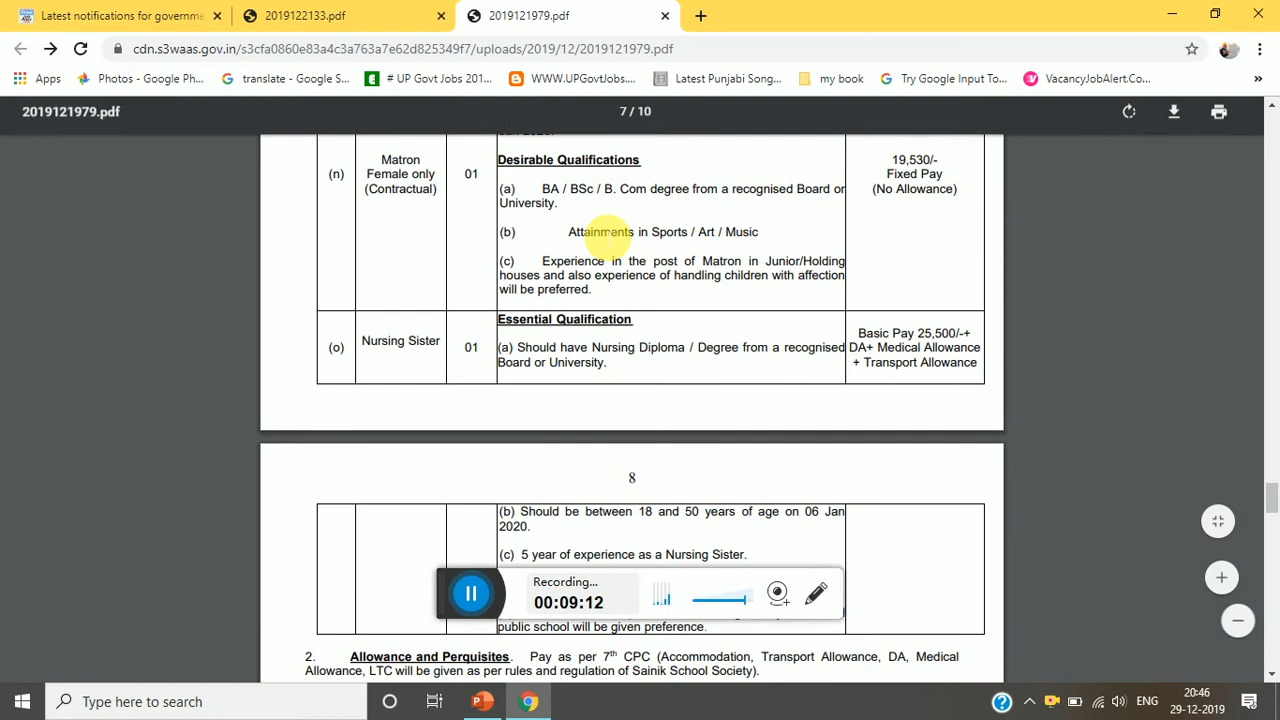 Latest notifications for governme
2019122133.pdf
2019121979.pdf
cdn.s3waas.gov.in/s3cfa0860e83a4c3a763a7e62d825349f7/uploads/2019/12/2019121979.pdf
Apps
Photos - Google Ph...
translate - Google S...
# UP Govt Jobs 201...
WWW.UPGovtJobs....
Latest Punjabi Song...
my book
Try Google Input To...
VacancyJobAlert.Co...
2019121979.pdf
7 / 10
(n)
Matron
Female only
(Contractual)
01
Desirable Qualifications
(a) BA / BSc / B. Com degree from a recognised Board or
University.
(b) Attainments in Sports / Art / Music
(c) Experience in the post of Matron in Junior/Holding
houses and also experience of handling children with affection
will be preferred.
19,530/-
Fixed Pay
(No Allowance)
(o)
Nursing Sister
01
Essential Qualification
(a) Should have Nursing Diploma / Degree from a recognised
Board or University.
Basic Pay 25,500/-+
DA+ Medical Allowance
+ Transport Allowance
8
(b) Should be between 18 and 50 years of age on 06 Jan
2020.
(c) 5 year of experience as a Nursing Sister.
public school will be given preference.
Recording...
00:09:12
2. Allowance and Perquisites. Pay as per 7th CPC (Accommodation, Transport Allowance, DA, Medical
Allowance, LTC will be given as per rules and regulation of Sainik School Society).
Type here to search
ENG
20:46
29-12-2019